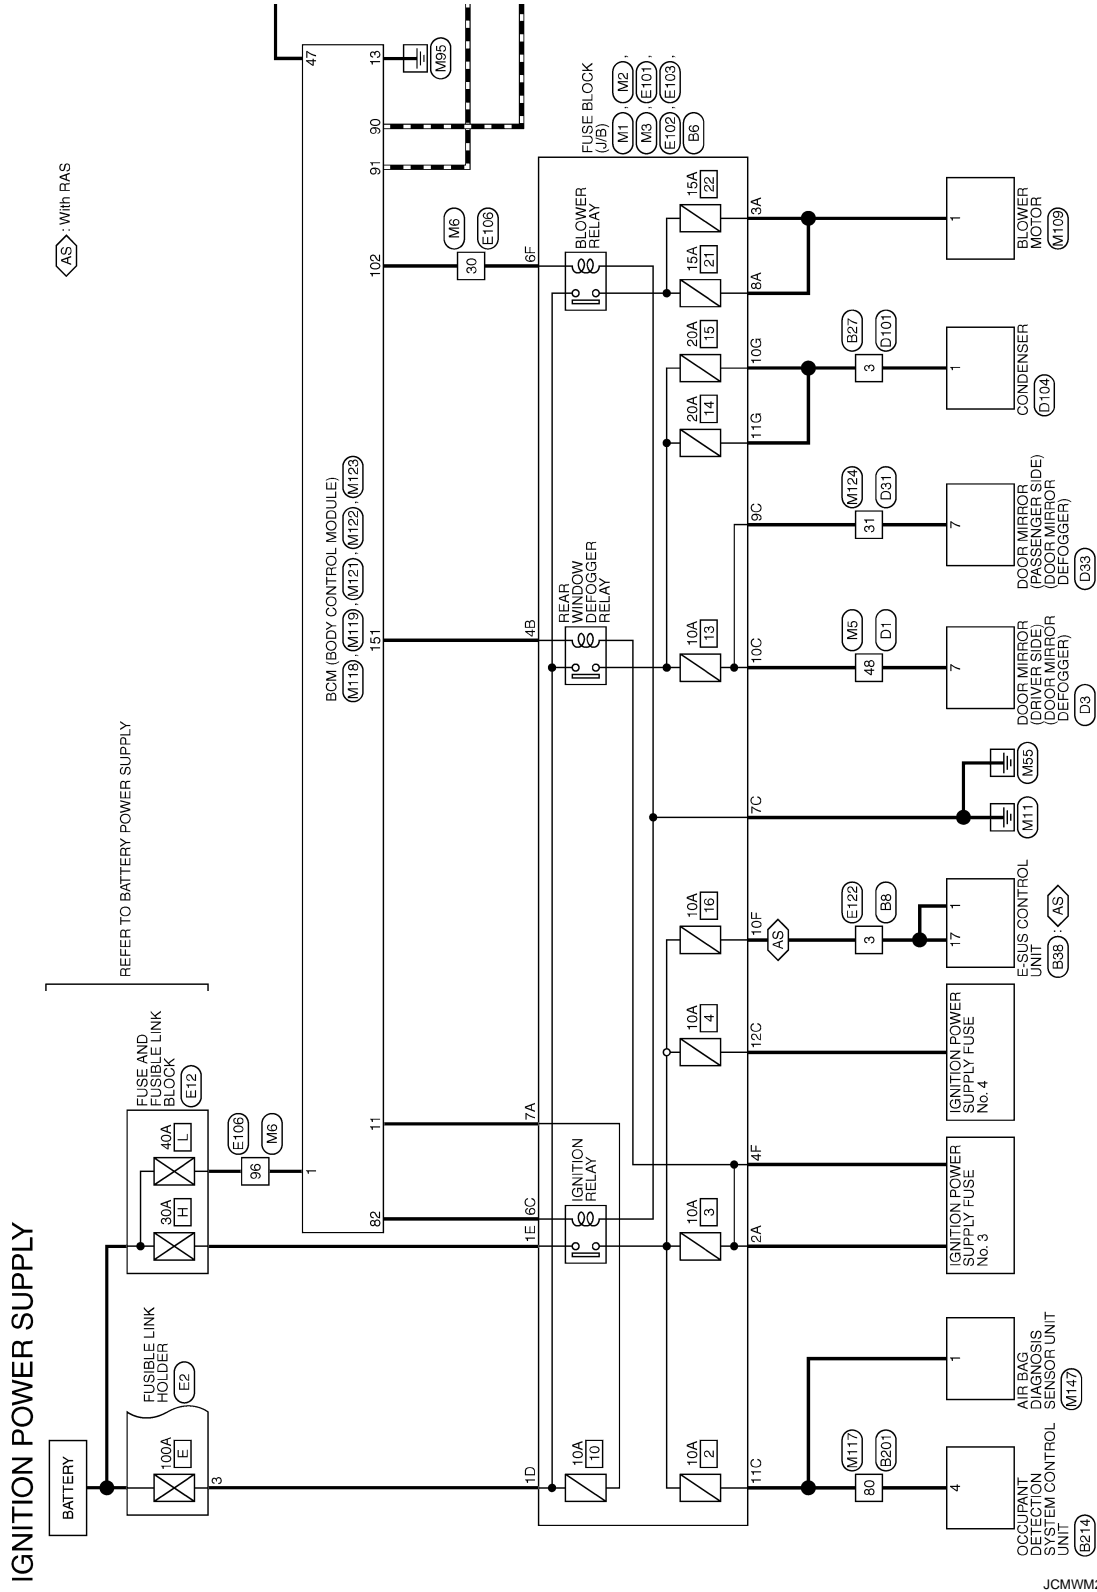 IGNITION POWER SUPPLY
AS : With RAS
REFER TO BATTERY POWER SUPPLY
BATTERY
FUSIBLE LINK
HOLDER
E2
100A
E
3
FUSE AND
FUSIBLE LINK
BLOCK
E12
30A
H
40A
L
E106
96
M6
1
BCM (BODY CONTROL MODULE)
M118 , M119 , M121 , M122 , M123
82
11
151
102
91
90
13
47
M95
M6
30
E106
1D
1E
6C
7A
4B
6F
FUSE BLOCK
(J/B)
M1 , M2 ,
M3 , E101 ,
E102 , E103 ,
B6
10A
10
IGNITION
RELAY
REAR
WINDOW
DEFOGGER
RELAY
BLOWER
RELAY
10A
2
10A
3
10A
4
10A
16
10A
13
20A
14
20A
15
15A
21
15A
22
11C
2A
4F
12C
10F
7C
10C
9C
11G
10G
8A
3A
AS
M117
80
B201
E122
3
B8
M5
48
D1
M124
31
D31
B27
3
D101
M11
M55
4
OCCUPANT
DETECTION
SYSTEM CONTROL
UNIT
B214
1
AIR BAG
DIAGNOSIS
SENSOR UNIT
M147
IGNITION POWER
SUPPLY FUSE
No. 3
IGNITION POWER
SUPPLY FUSE
No. 4
17
1
E-SUS CONTROL
UNIT
B38 : AS
7
DOOR MIRROR
(DRIVER SIDE)
(DOOR MIRROR
DEFOGGER)
D3
7
DOOR MIRROR
(PASSENGER SIDE)
(DOOR MIRROR
DEFOGGER)
D33
1
CONDENSER
D104
1
BLOWER
MOTOR
M109